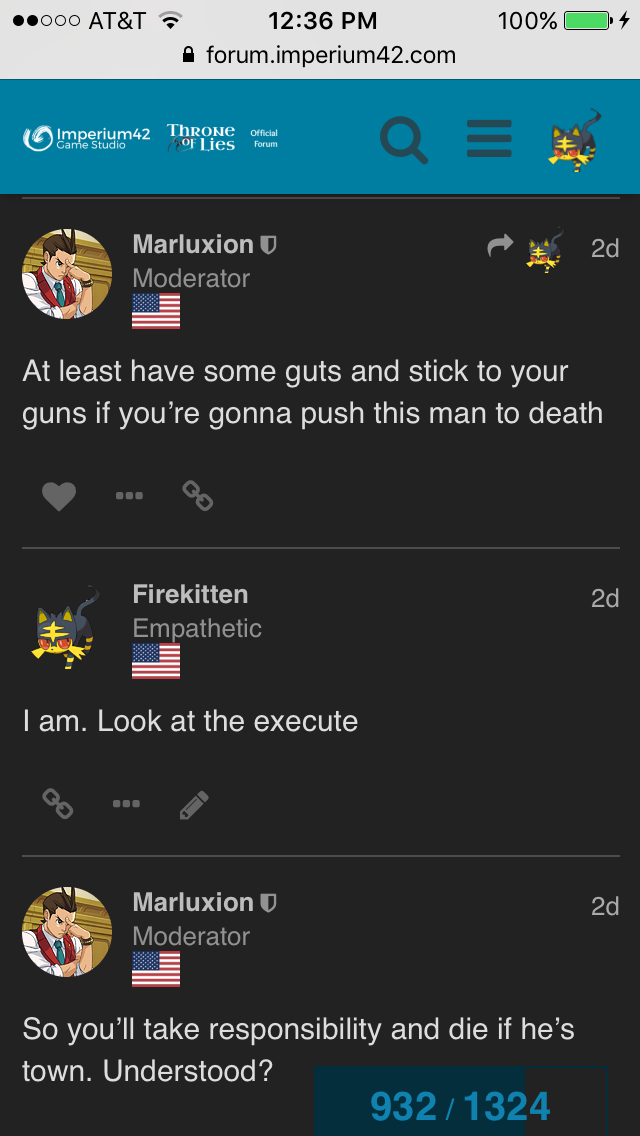 AT&T 12:36 PM 100%
forum.imperium42.com
Imperium42 Game Studio THRONE OF LIES Official Forum
Marluxion 2d
Moderator
At least have some guts and stick to your
guns if you’re gonna push this man to death
Firekitten 2d
Empathetic
I am. Look at the execute
Marluxion 2d
Moderator
So you’ll take responsibility and die if he’s
town. Understood?
932 / 1324